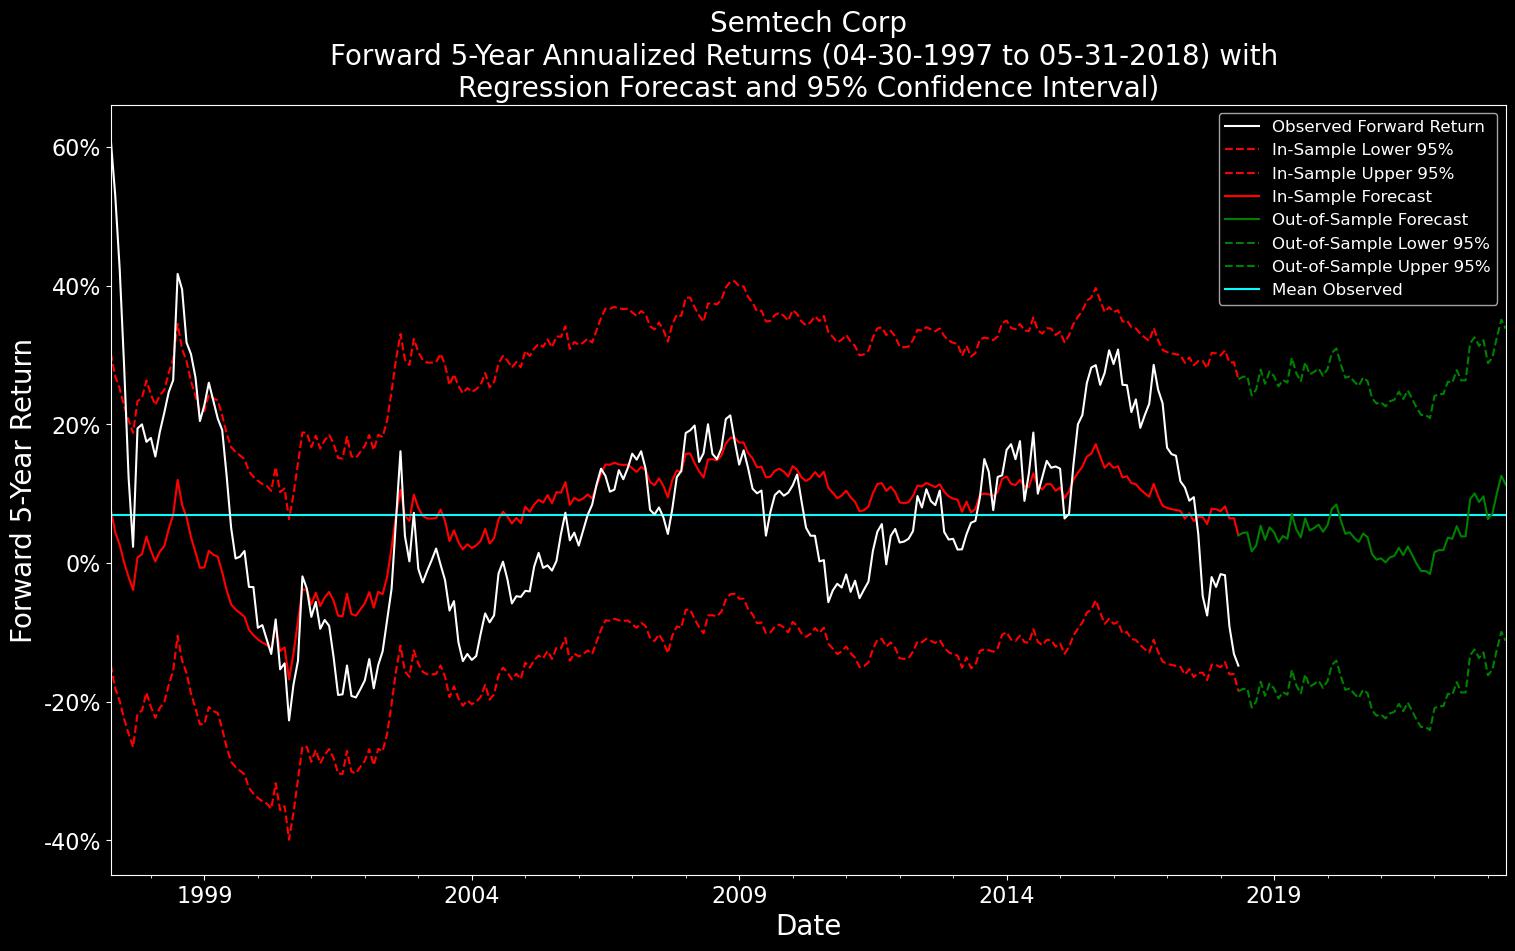 Semtech Corp
Forward 5-Year Annualized Returns (04-30-1997 to 05-31-2018) with
Regression Forecast and 95% Confidence Interval)
Observed Forward Return
In-Sample Lower 95%
In-Sample Upper 95%
In-Sample Forecast
Out-of-Sample Forecast
Out-of-Sample Lower 95%
Out-of-Sample Upper 95%
Mean Observed
Forward 5-Year Return
60%
40%
20%
0%
-20%
-40%
1999
2004
2009
2014
2019
Date